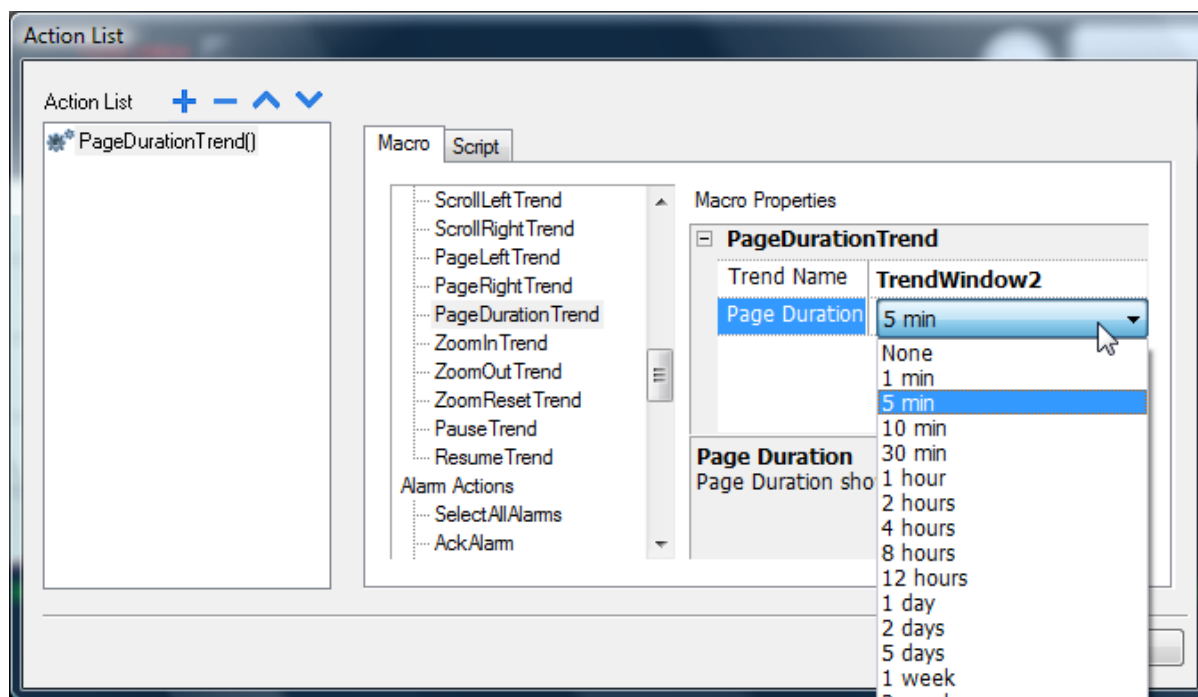 Action List
Action List
PageDurationTrend()
Macro
Script
ScrollLeftTrend
ScrollRightTrend
PageLeftTrend
PageRightTrend
PageDurationTrend
ZoomInTrend
ZoomOutTrend
ZoomResetTrend
PauseTrend
ResumeTrend
Alarm Actions
SelectAllAlarms
AckAlarm
Macro Properties
PageDurationTrend
Trend Name TrendWindow2
Page Duration 5 min
None
1 min
5 min
10 min
30 min
1 hour
2 hours
4 hours
8 hours
12 hours
1 day
2 days
5 days
1 week
Page Duration
Page Duration sho